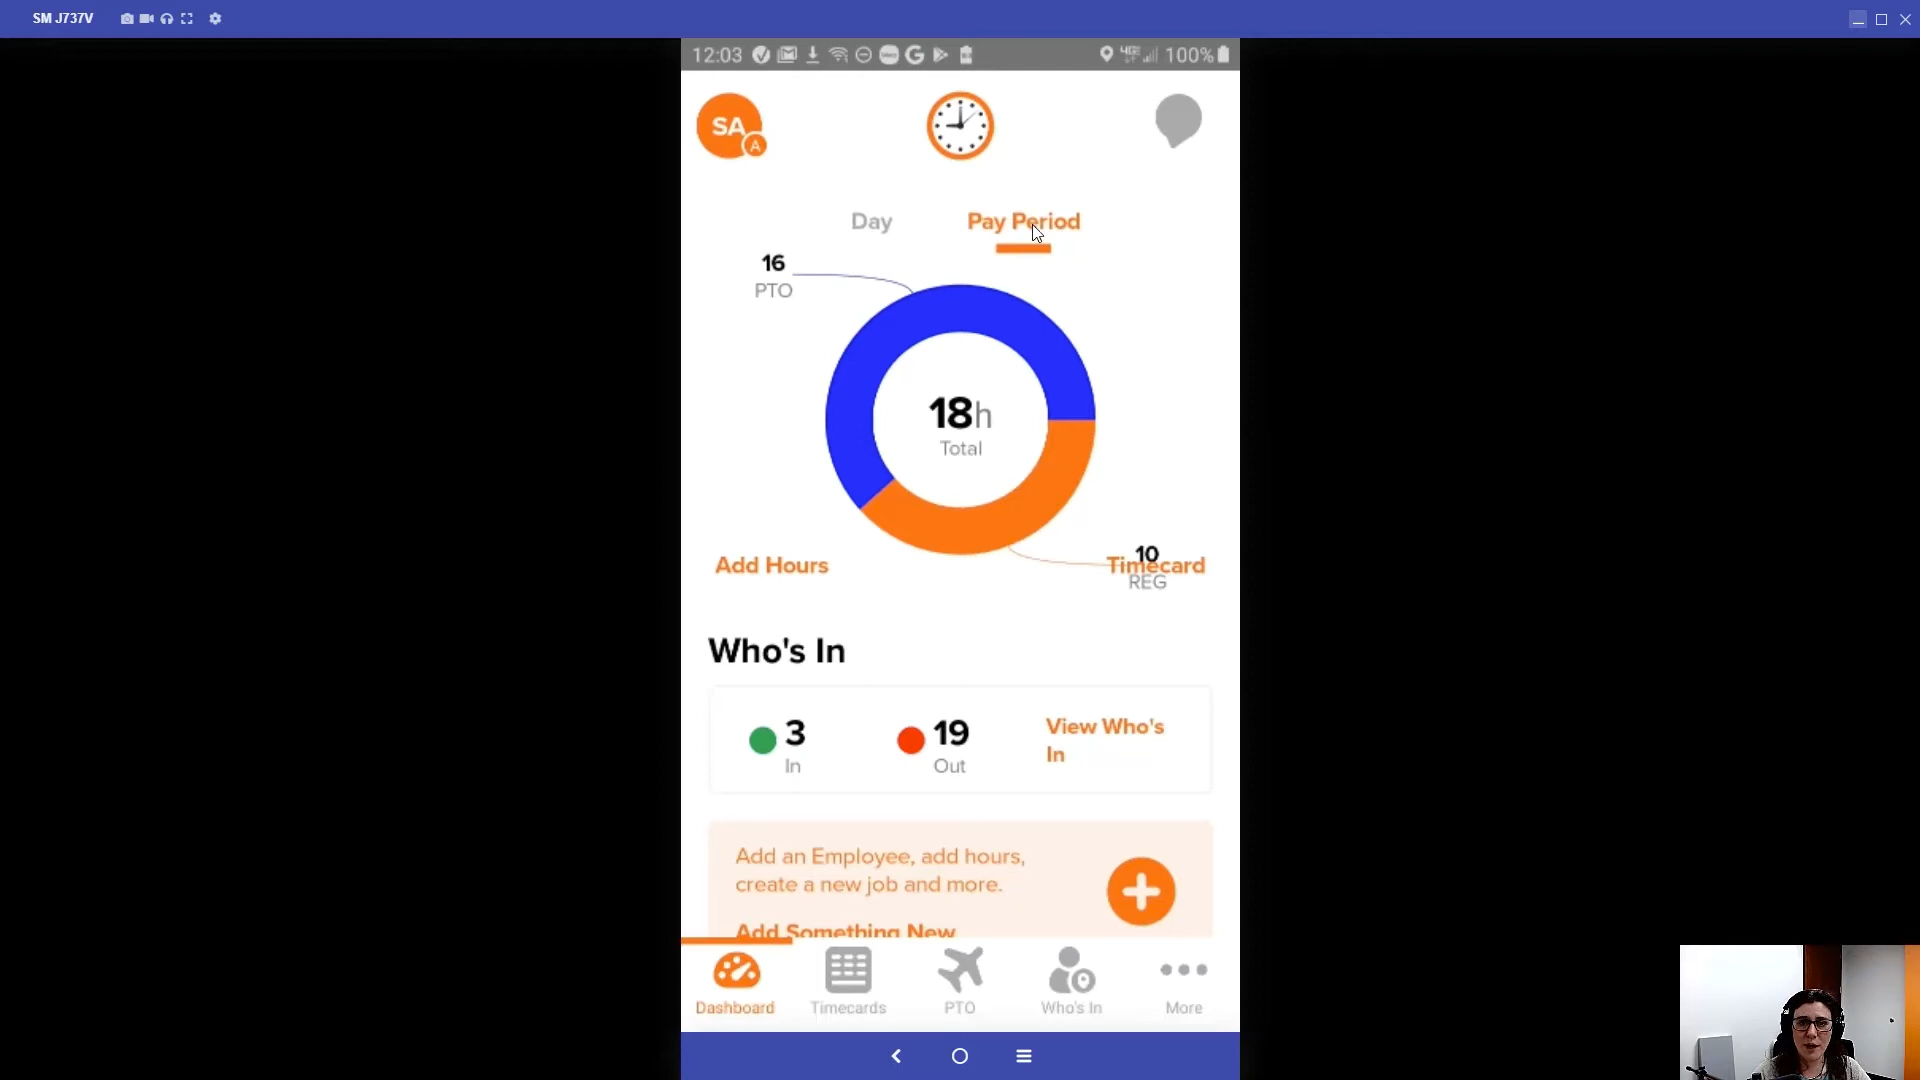 SM J737V
12:03
100%
SA
A
Day
Pay Period
16
PTO
18h
Total
10
REG
Add Hours
Timecard
Who's In
3
In
19
Out
View Who's
In
Add an Employee, add hours,
create a new job and more.
Add Something New
Dashboard
Timecards
PTO
Who's In
More